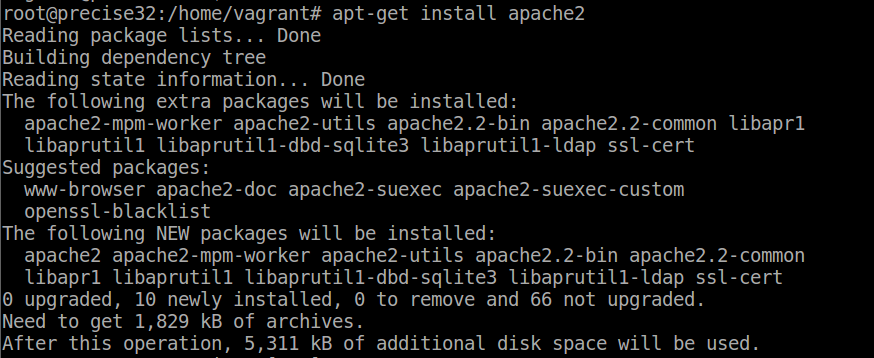 root@precise32:/home/vagrant# apt-get install apache2
Reading package lists... Done
Building dependency tree
Reading state information... Done
The following extra packages will be installed:
  apache2-mpm-worker apache2-utils apache2.2-bin apache2.2-common libapr1
  libaprutil1 libaprutil1-dbd-sqlite3 libaprutil1-ldap ssl-cert
Suggested packages:
  www-browser apache2-doc apache2-suexec apache2-suexec-custom
  openssl-blacklist
The following NEW packages will be installed:
  apache2 apache2-mpm-worker apache2-utils apache2.2-bin apache2.2-common
  libapr1 libaprutil1 libaprutil1-dbd-sqlite3 libaprutil1-ldap ssl-cert
0 upgraded, 10 newly installed, 0 to remove and 66 not upgraded.
Need to get 1,829 kB of archives.
After this operation, 5,311 kB of additional disk space will be used.